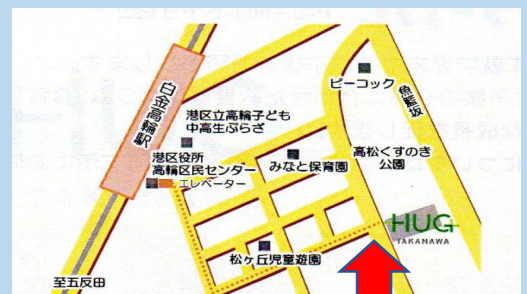 白金高輪駅
港区立高輪子ども
中高生ぷらざ
港区役所
高輪区民センター
エレベーター
みなと保育園
ピーコック
魚籃坂
高松くすのき
公園
HUG
TAKANAWA
松ヶ丘児童遊園
至五反田